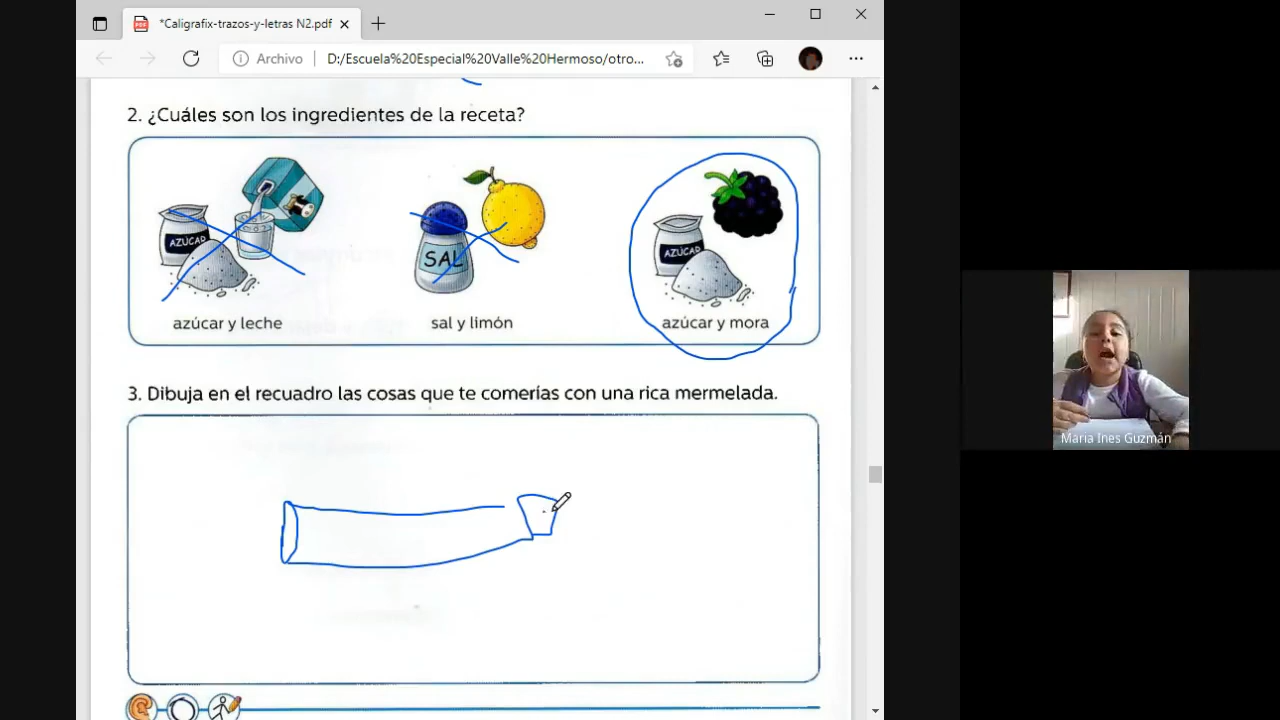 *Caligrafix-trazos-y-letras N2.pdf
Archivo
D:/Escuela%20Especial%20Valle%20Hermoso/otro...
2. ¿Cuáles son los ingredientes de la receta?
AZÚCAR
SAL
AZÚCAR
azúcar y leche
sal y limón
azúcar y mora
3. Dibuja en el recuadro las cosas que te comerías con una rica mermelada.
Maria Ines Guzmán